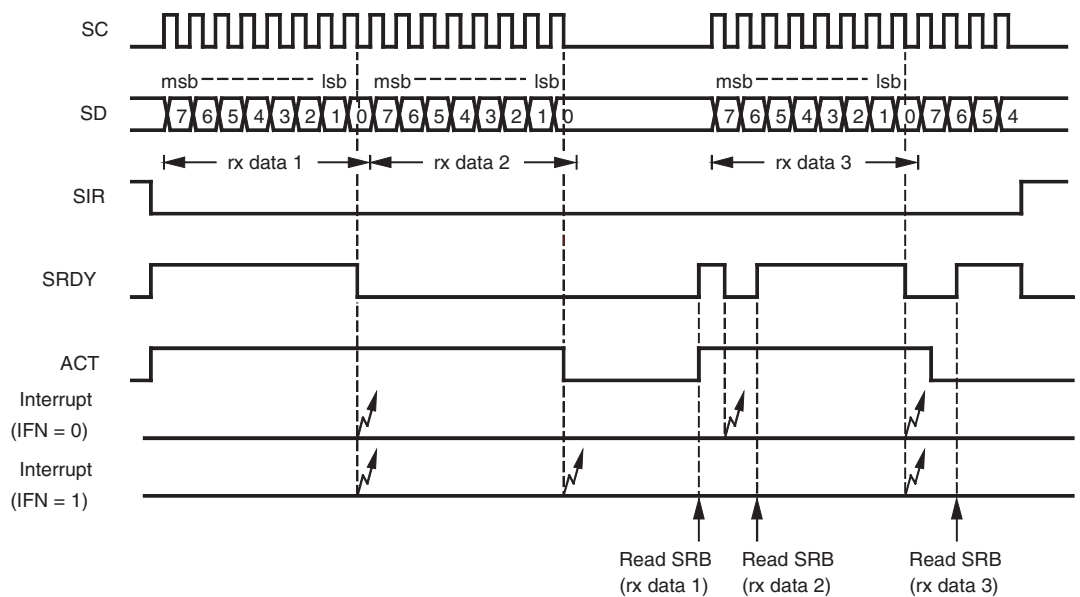 SC
msb lsb msb lsb msb lsb
SD 7 6 5 4 3 2 1 0 7 6 5 4 3 2 1 0 7 6 5 4 3 2 1 0 7 6 5 4
rx data 1 rx data 2 rx data 3
SIR
SRDY
ACT
Interrupt
(IFN = 0)
Interrupt
(IFN = 1)
Read SRB Read SRB Read SRB
(rx data 1) (rx data 2) (rx data 3)